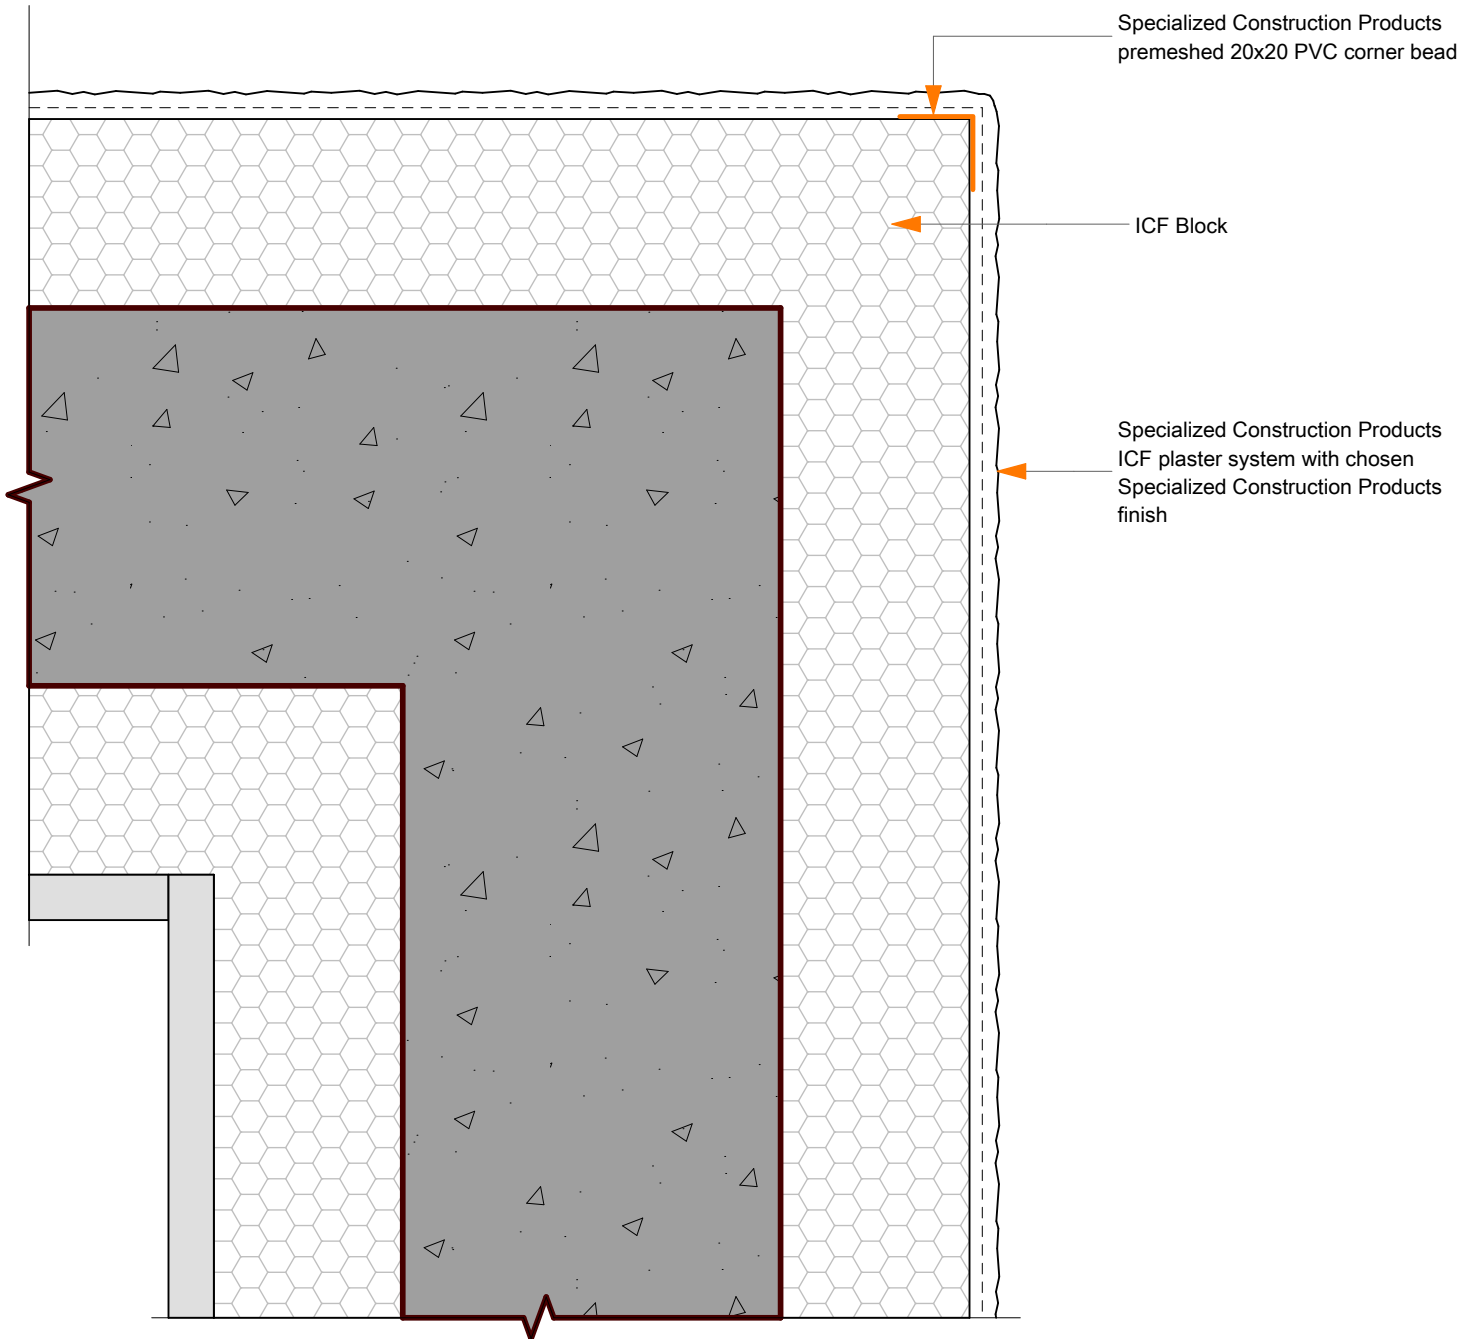 Specialized Construction Products
premeshed 20x20 PVC corner bead
ICF Block
Specialized Construction Products
ICF plaster system with chosen
Specialized Construction Products
finish